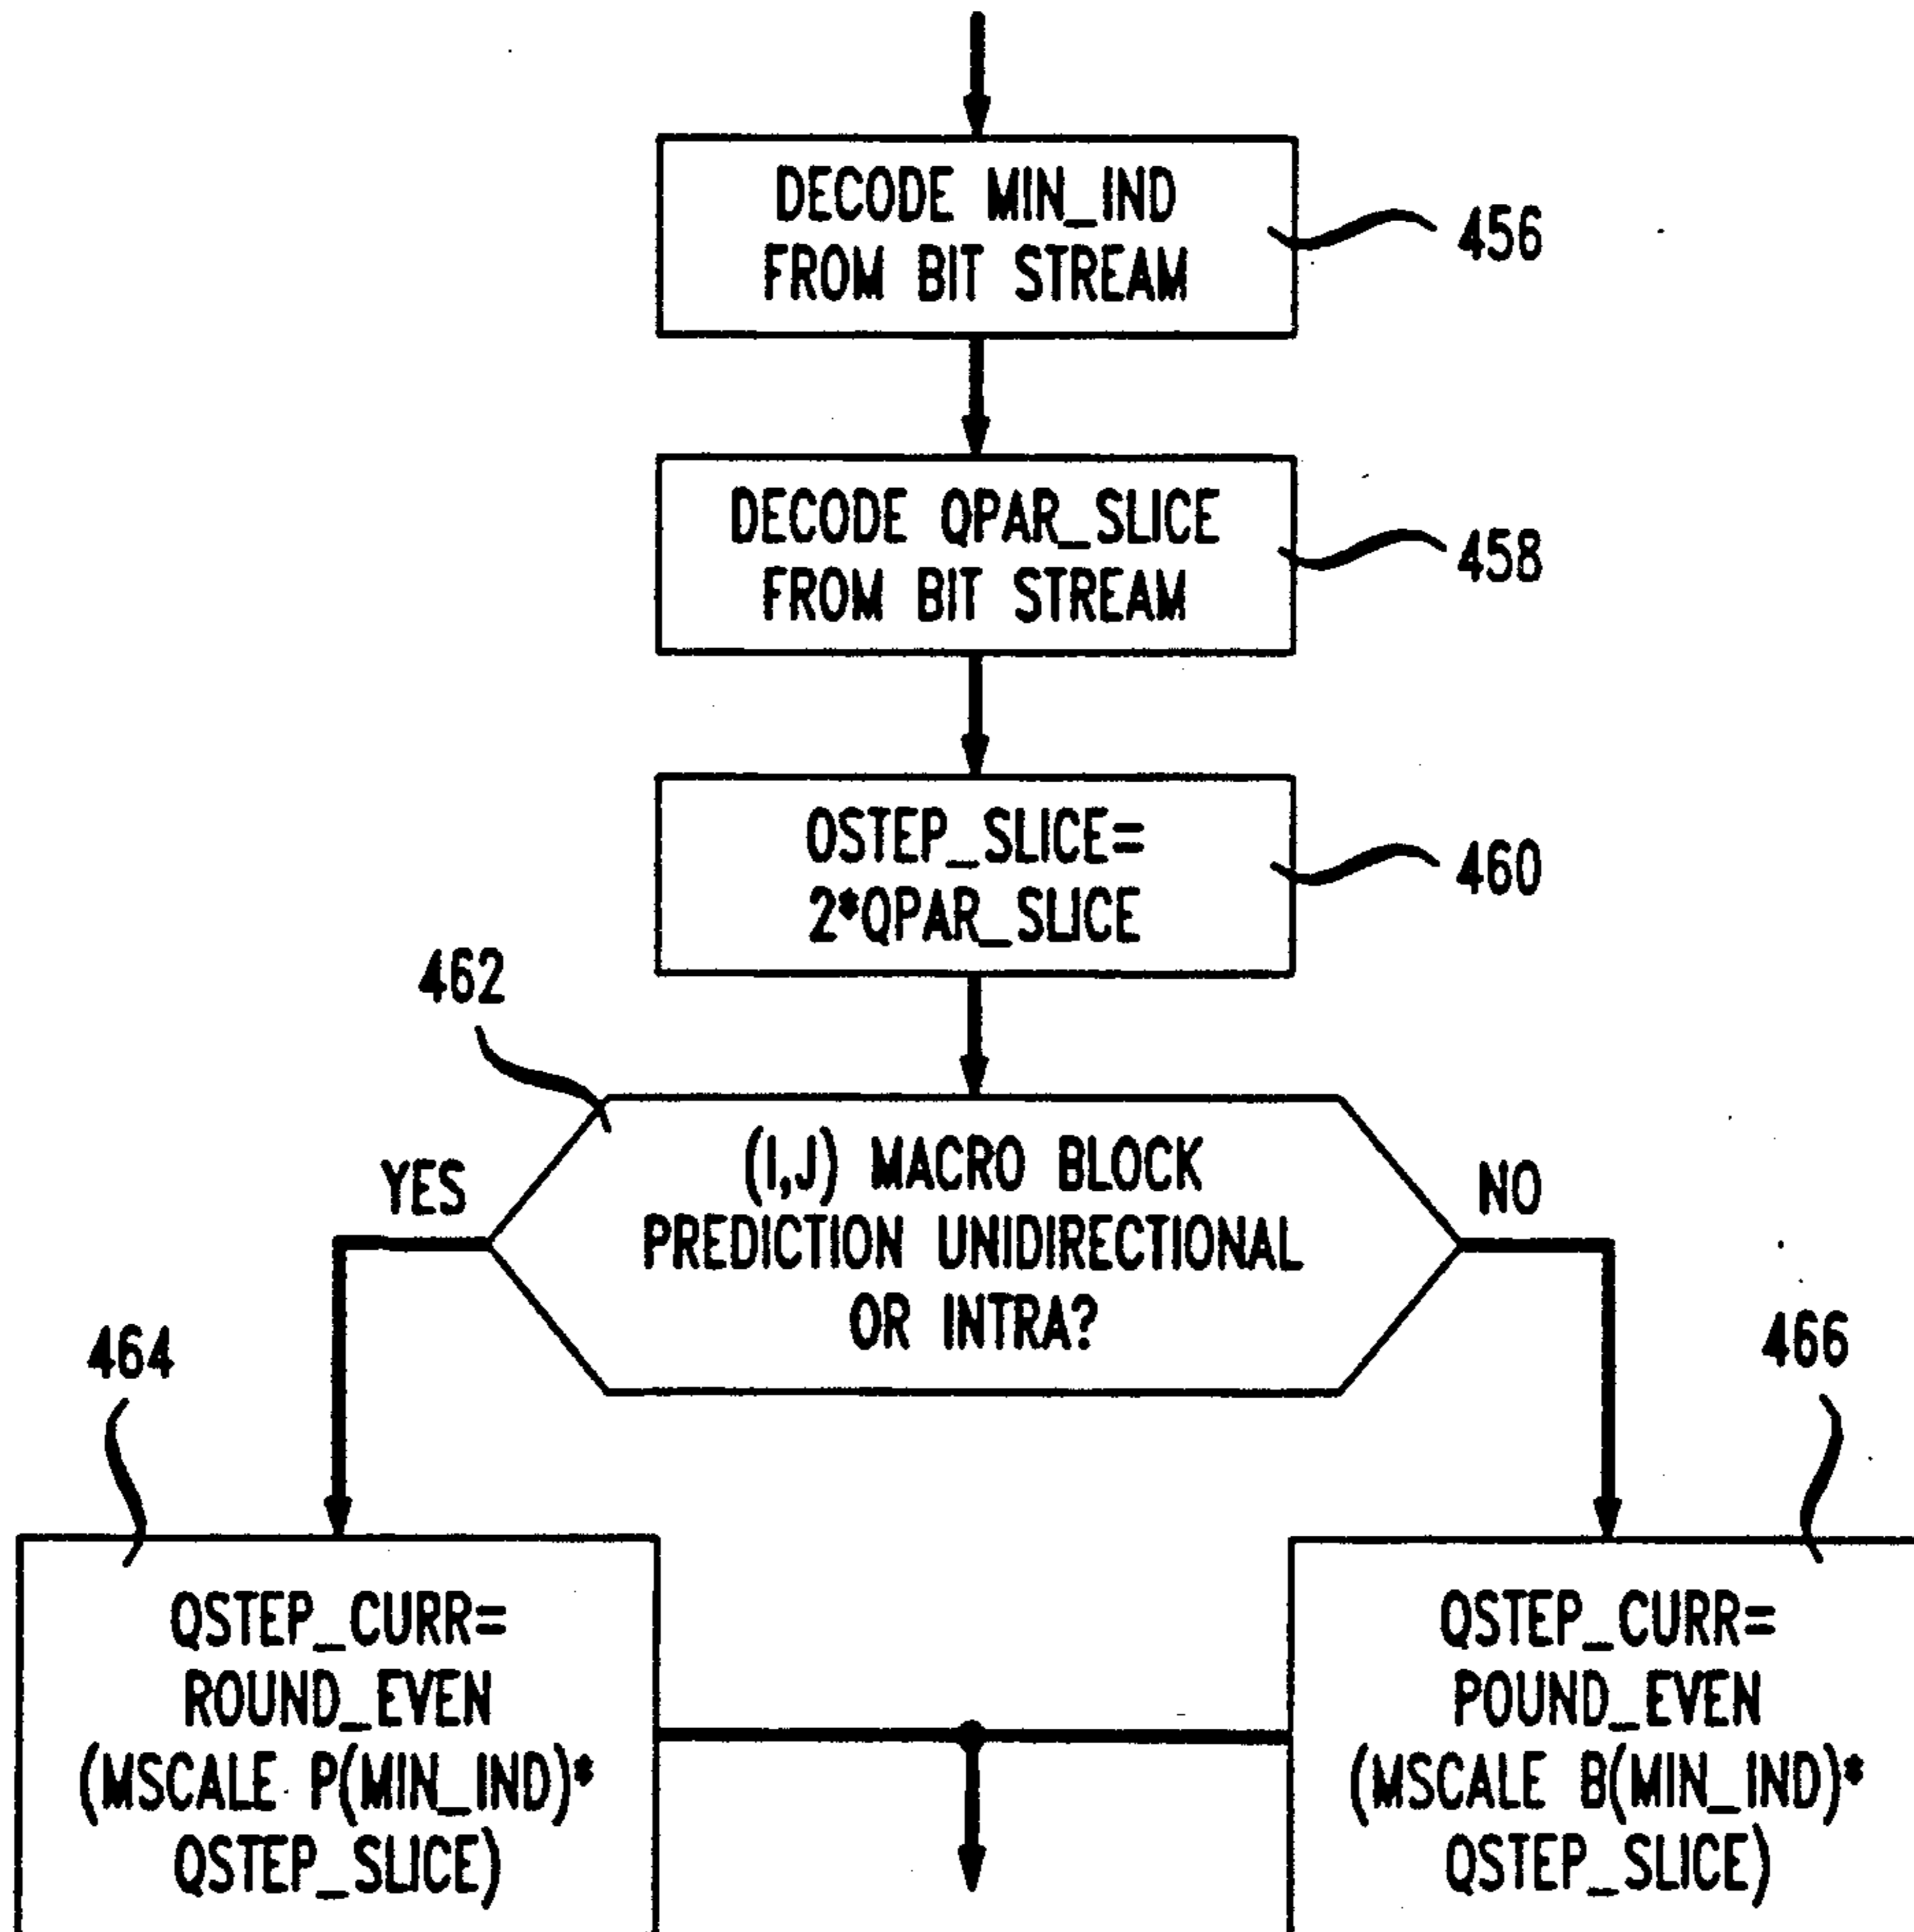 DECODE MIN_IND
FROM BIT STREAM
456
DECODE QPAR_SLICE
FROM BIT STREAM
458
OSTEP_SLICE=
2*QPAR_SLICE
460
462
(I,J) MACRO BLOCK
PREDICTION UNIDIRECTIONAL
OR INTRA?
YES
NO
464
466
QSTEP_CURR=
ROUND_EVEN
(MSCALE P(MIN_IND)*
QSTEP_SLICE)
QSTEP_CURR=
POUND_EVEN
(MSCALE B(MIN_IND)*
QSTEP_SLICE)